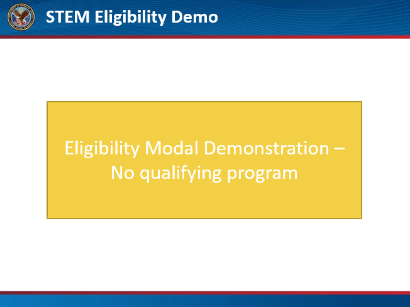 STEM Eligibility Demo
Eligibility Modal Demonstration –
No qualifying program